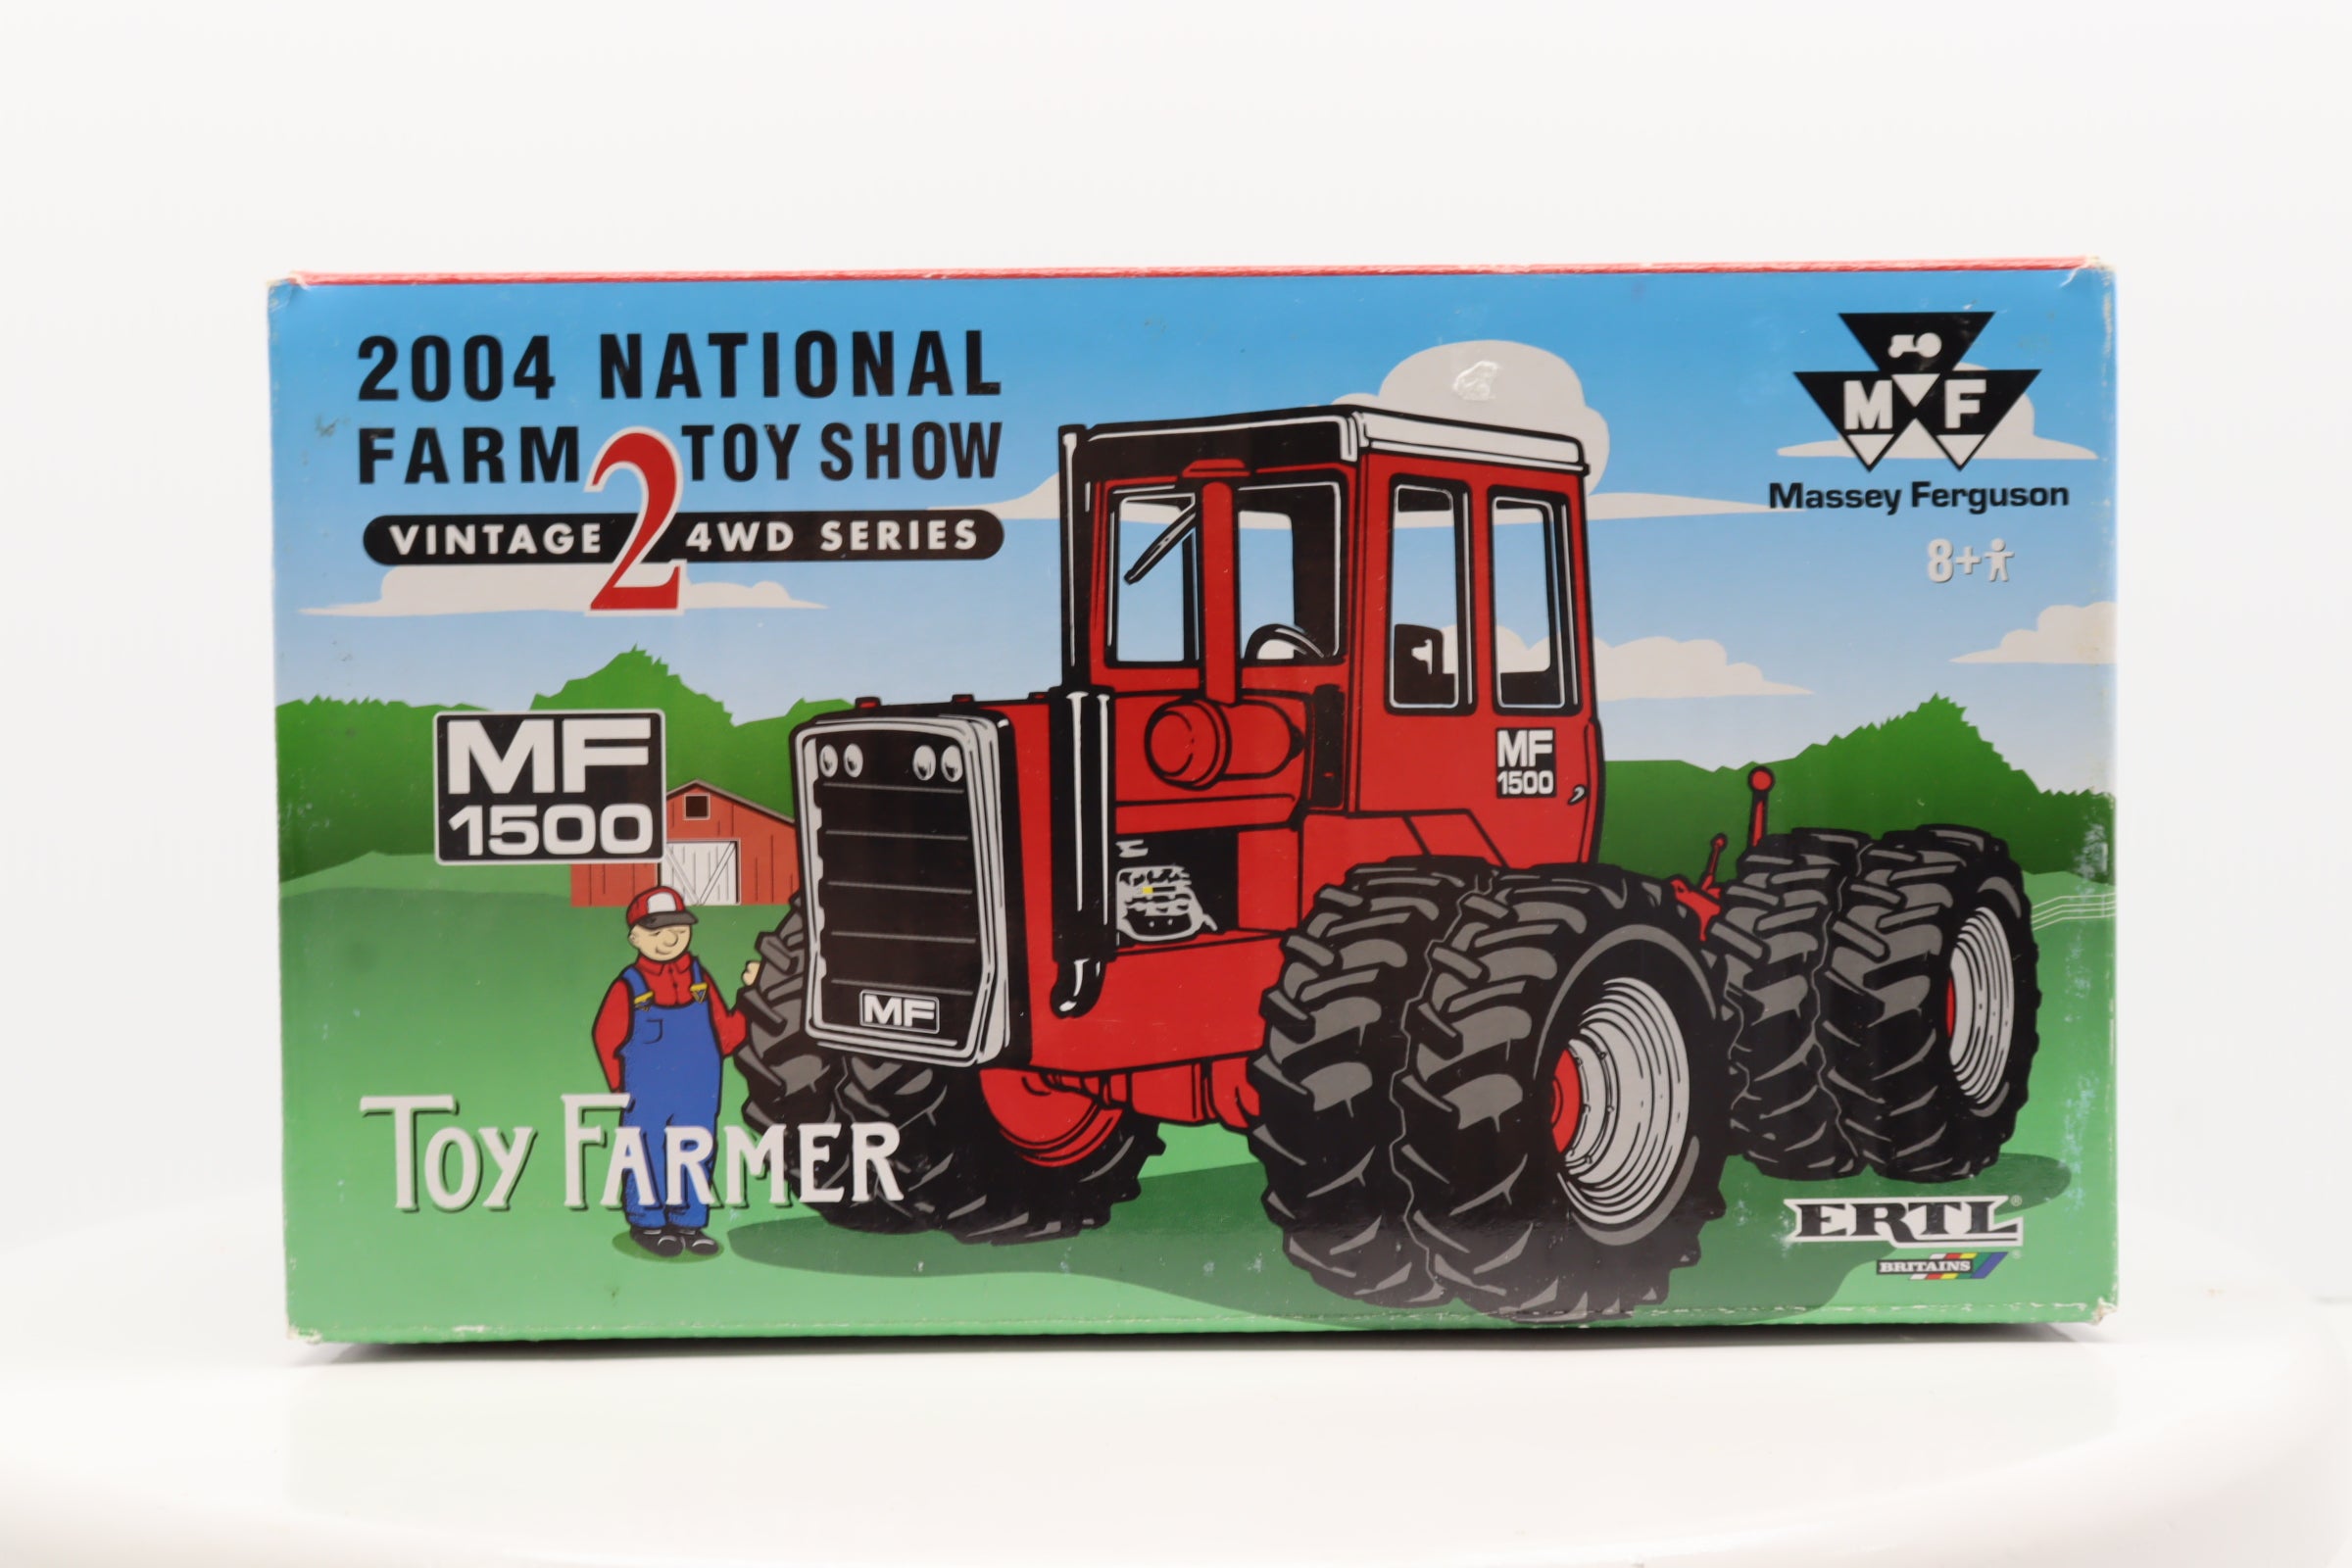 2004 NATIONAL
FARM TOY SHOW
VINTAGE 2 4WD SERIES
M F
Massey Ferguson
8+
MF
1500
MF
1500
MF
TOY FARMER
ERTL®
BRITAINS®